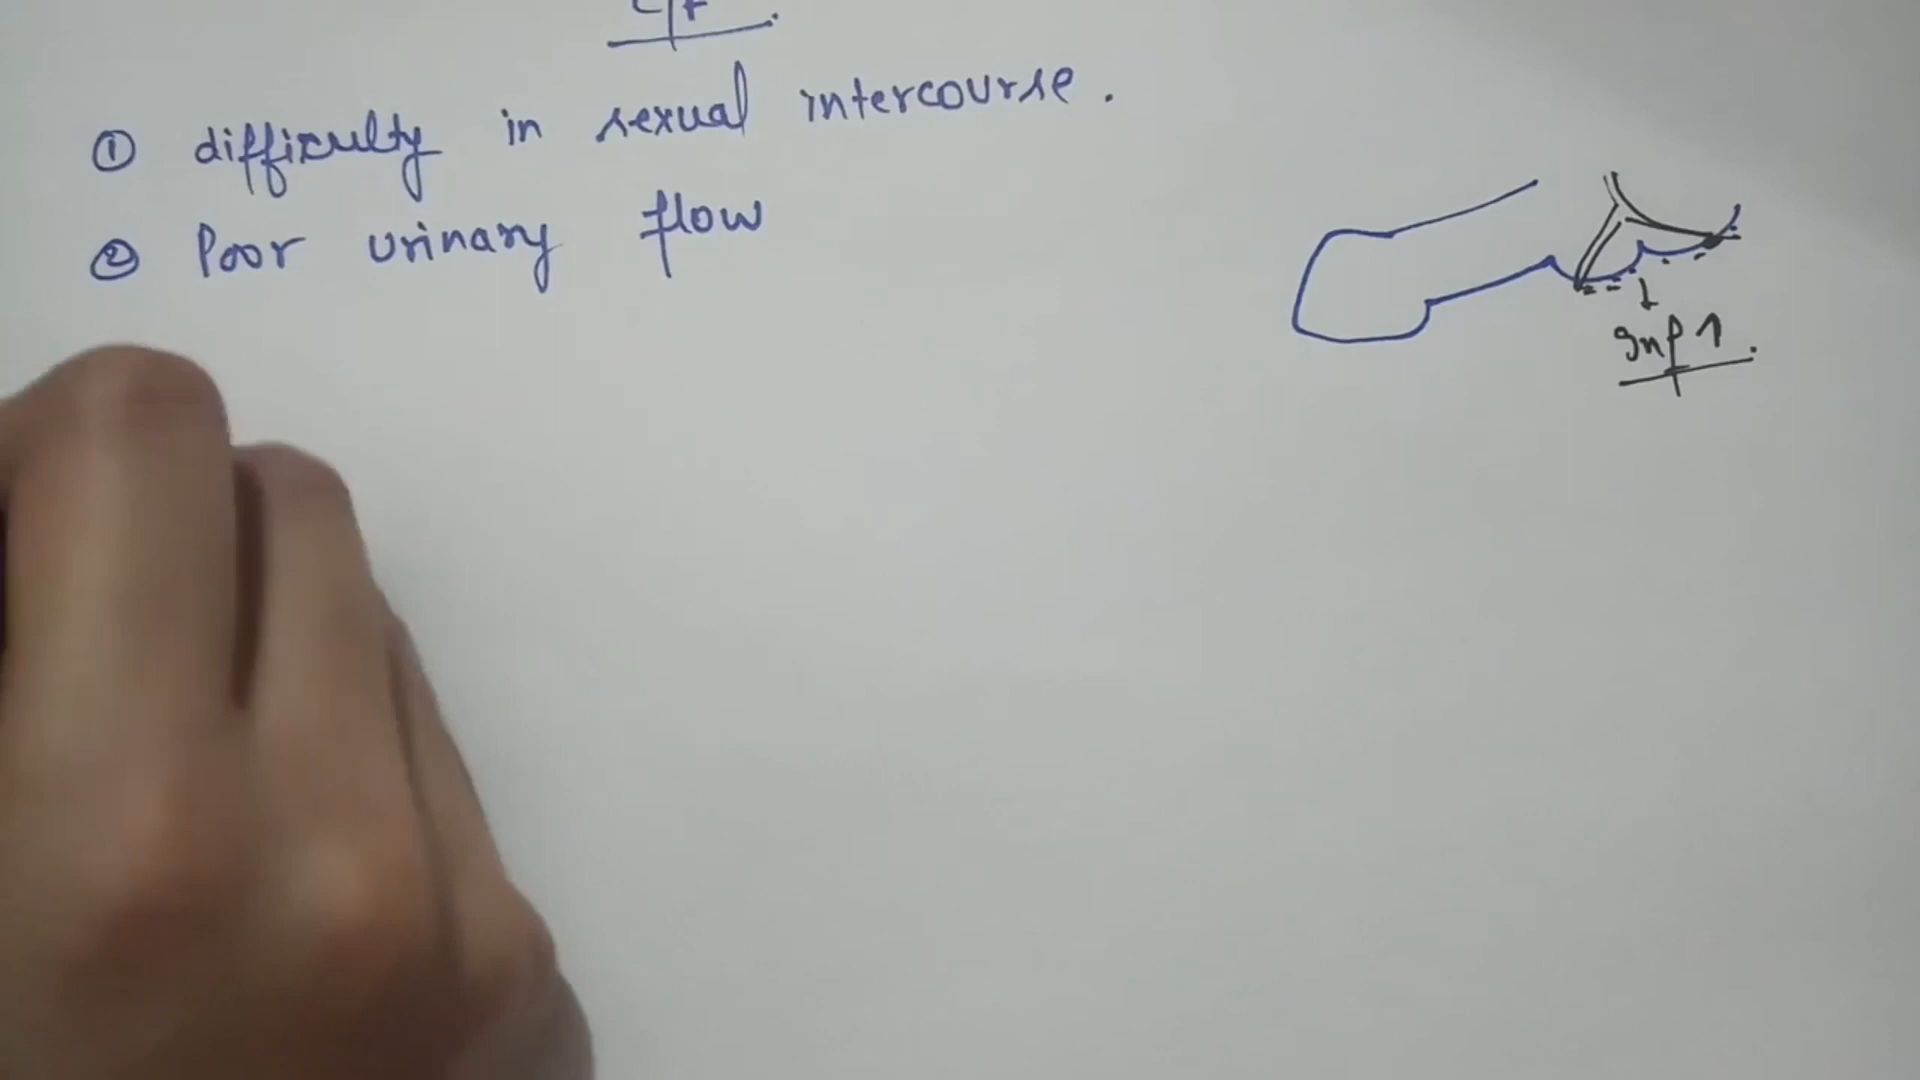 C/F
① difficulty in sexual intercourse.
② Poor urinary flow
Inf ↑.